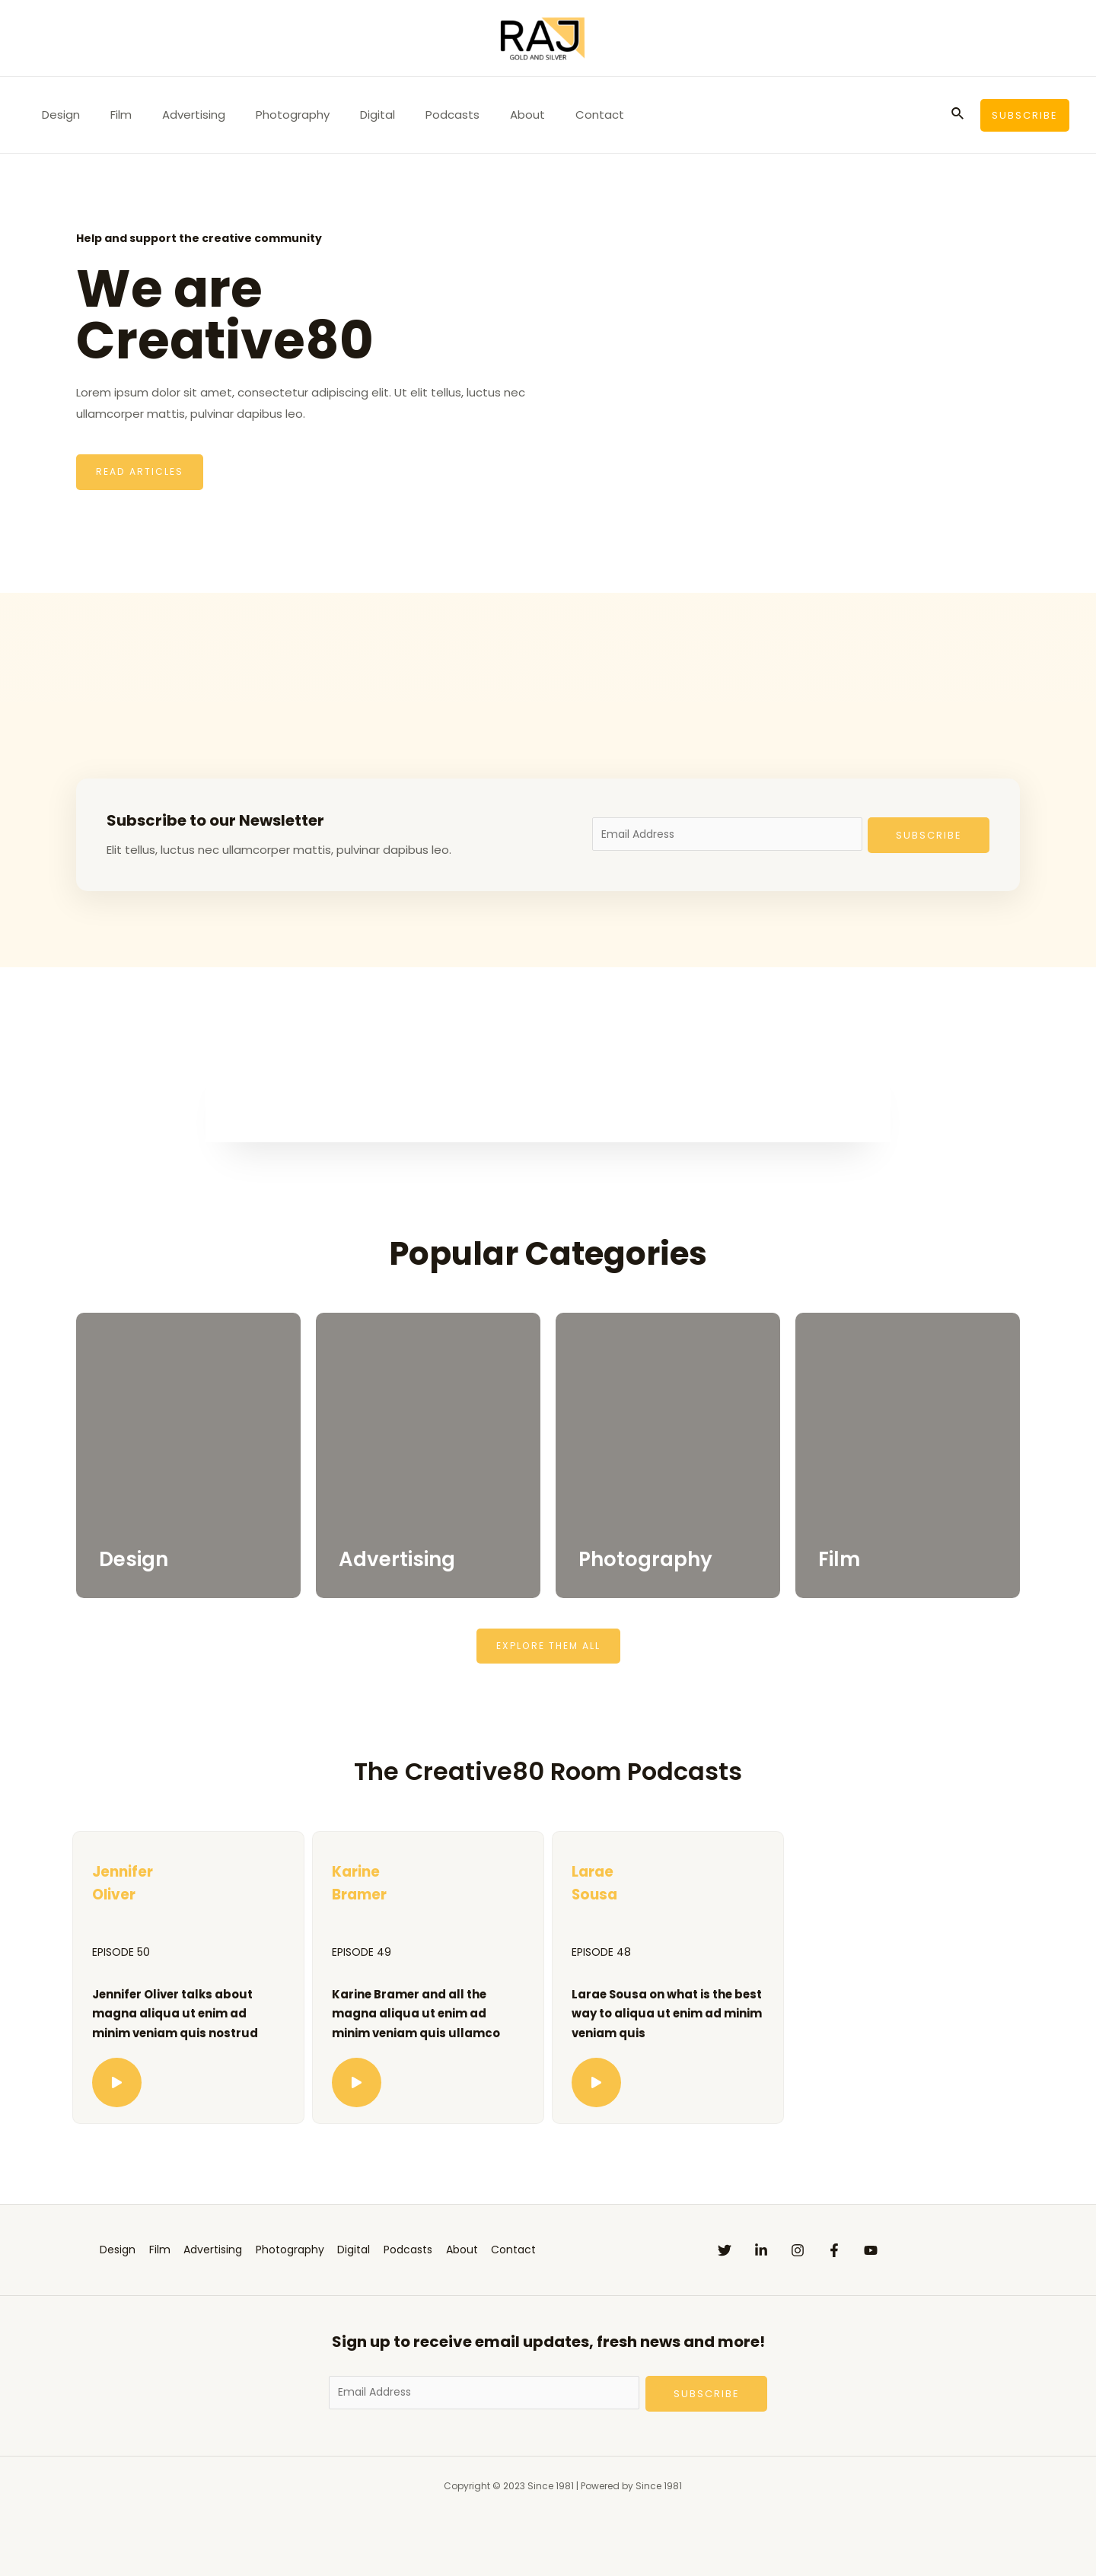 RAJ
GOLD AND SILVER
Design Film Advertising Photography Digital Podcasts About Contact
SUBSCRIBE
Help and support the creative community
We are
Creative80
Lorem ipsum dolor sit amet, consectetur adipiscing elit. Ut elit tellus, luctus nec
ullamcorper mattis, pulvinar dapibus leo.
READ ARTICLES
Subscribe to our Newsletter
Elit tellus, luctus nec ullamcorper mattis, pulvinar dapibus leo.
Email Address
SUBSCRIBE
Popular Categories
Design
Advertising
Photography
Film
EXPLORE THEM ALL
The Creative80 Room Podcasts
Jennifer
Oliver
EPISODE 50
Jennifer Oliver talks about
magna aliqua ut enim ad
minim veniam quis nostrud
Karine
Bramer
EPISODE 49
Karine Bramer and all the
magna aliqua ut enim ad
minim veniam quis ullamco
Larae
Sousa
EPISODE 48
Larae Sousa on what is the best
way to aliqua ut enim ad minim
veniam quis
Design Film Advertising Photography Digital Podcasts About Contact
Sign up to receive email updates, fresh news and more!
Email Address
SUBSCRIBE
Copyright © 2023 Since 1981 | Powered by Since 1981